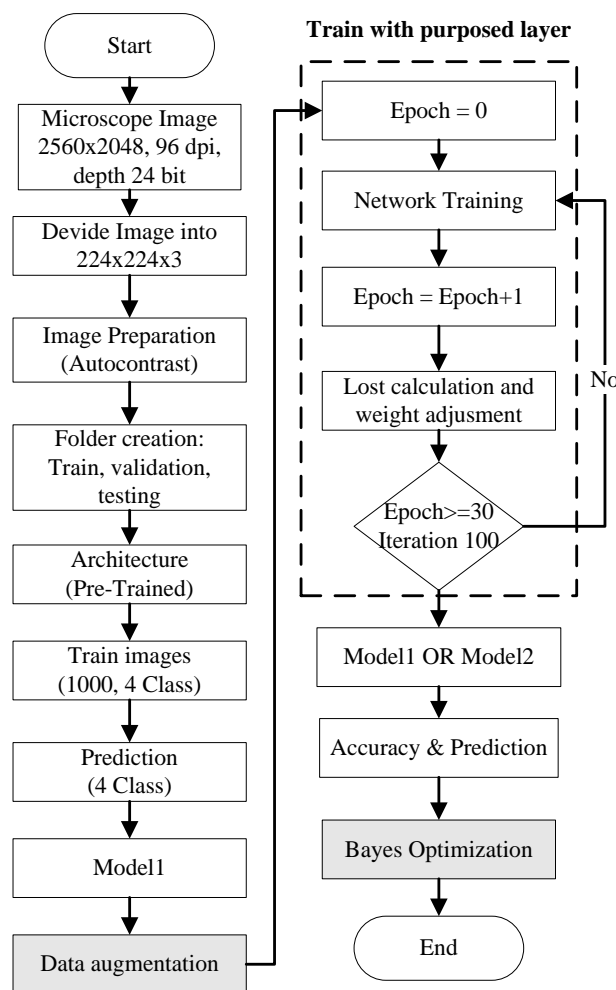 Start
Microscope Image
2560x2048, 96 dpi,
depth 24 bit
Devide Image into
224x224x3
Image Preparation
(Autocontrast)
Folder creation:
Train, validation,
testing
Architecture
(Pre-Trained)
Train images
(1000, 4 Class)
Prediction
(4 Class)
Model1
Data augmentation
Train with purposed layer
Epoch = 0
Network Training
Epoch = Epoch+1
Lost calculation and
weight adjusment
Epoch>=30
Iteration 100
No
Model1 OR Model2
Accuracy & Prediction
Bayes Optimization
End